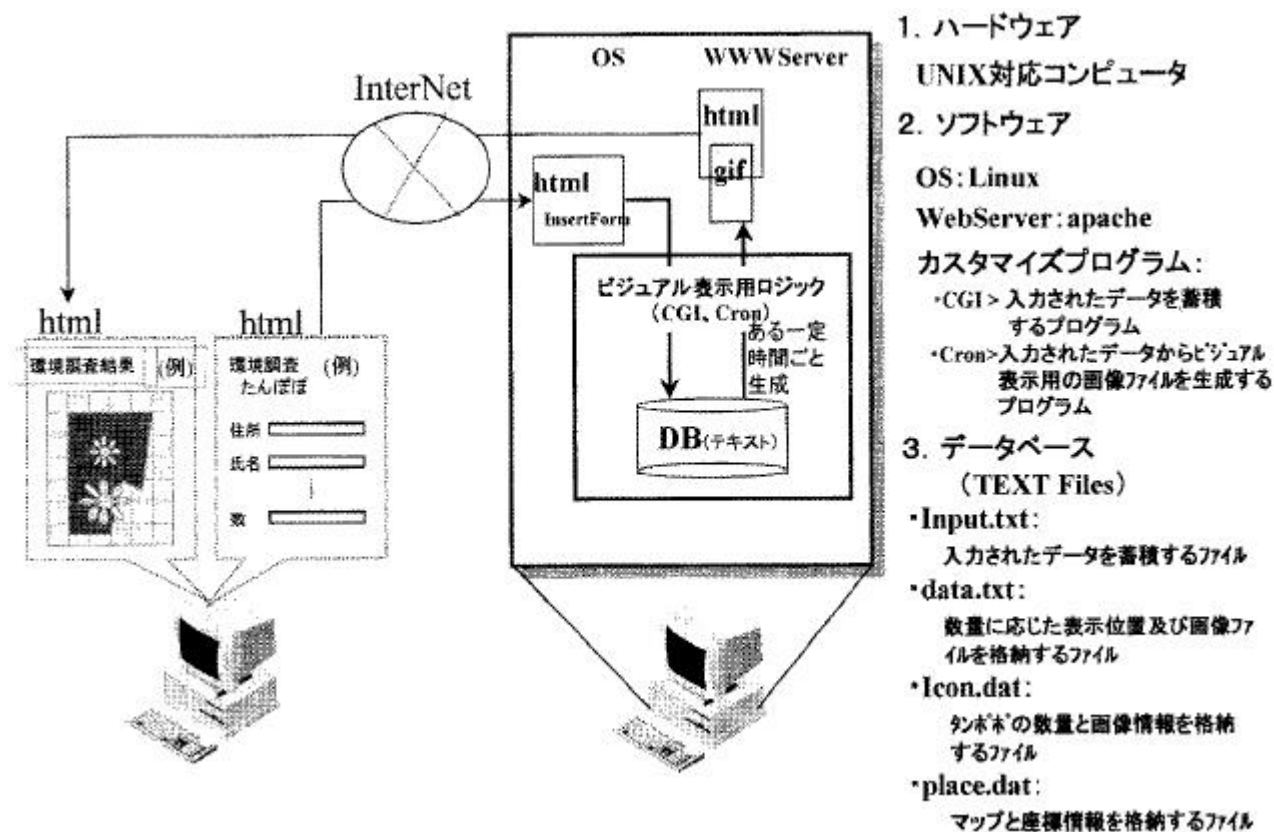 InterNet
OS WWWServer
html
gif
html
InsertForm
ビジュアル表示用ロジック
(CGI、Cron)
ある一定
時間ごと
生成
DB(テキスト)
html
環境調査結果 (例)
html
環境調査 (例)
たんぽぽ
住所
氏名
数
1. ハードウェア
UNIX対応コンピュータ
2. ソフトウェア
OS:Linux
WebServer:apache
カスタマイズプログラム:
・CGI> 入力されたデータを蓄積
するプログラム
・Cron>入力されたデータからビジュアル
表示用の画像ファイルを生成する
プログラム
3. データベース
(TEXT Files)
・Input.txt:
入力されたデータを蓄積するファイル
・data.txt:
数量に応じた表示位置及び画像ファ
イルを格納するファイル
・Icon.dat:
タンポポの数量と画像情報を格納
するファイル
・place.dat:
マップと座標情報を格納するファイル